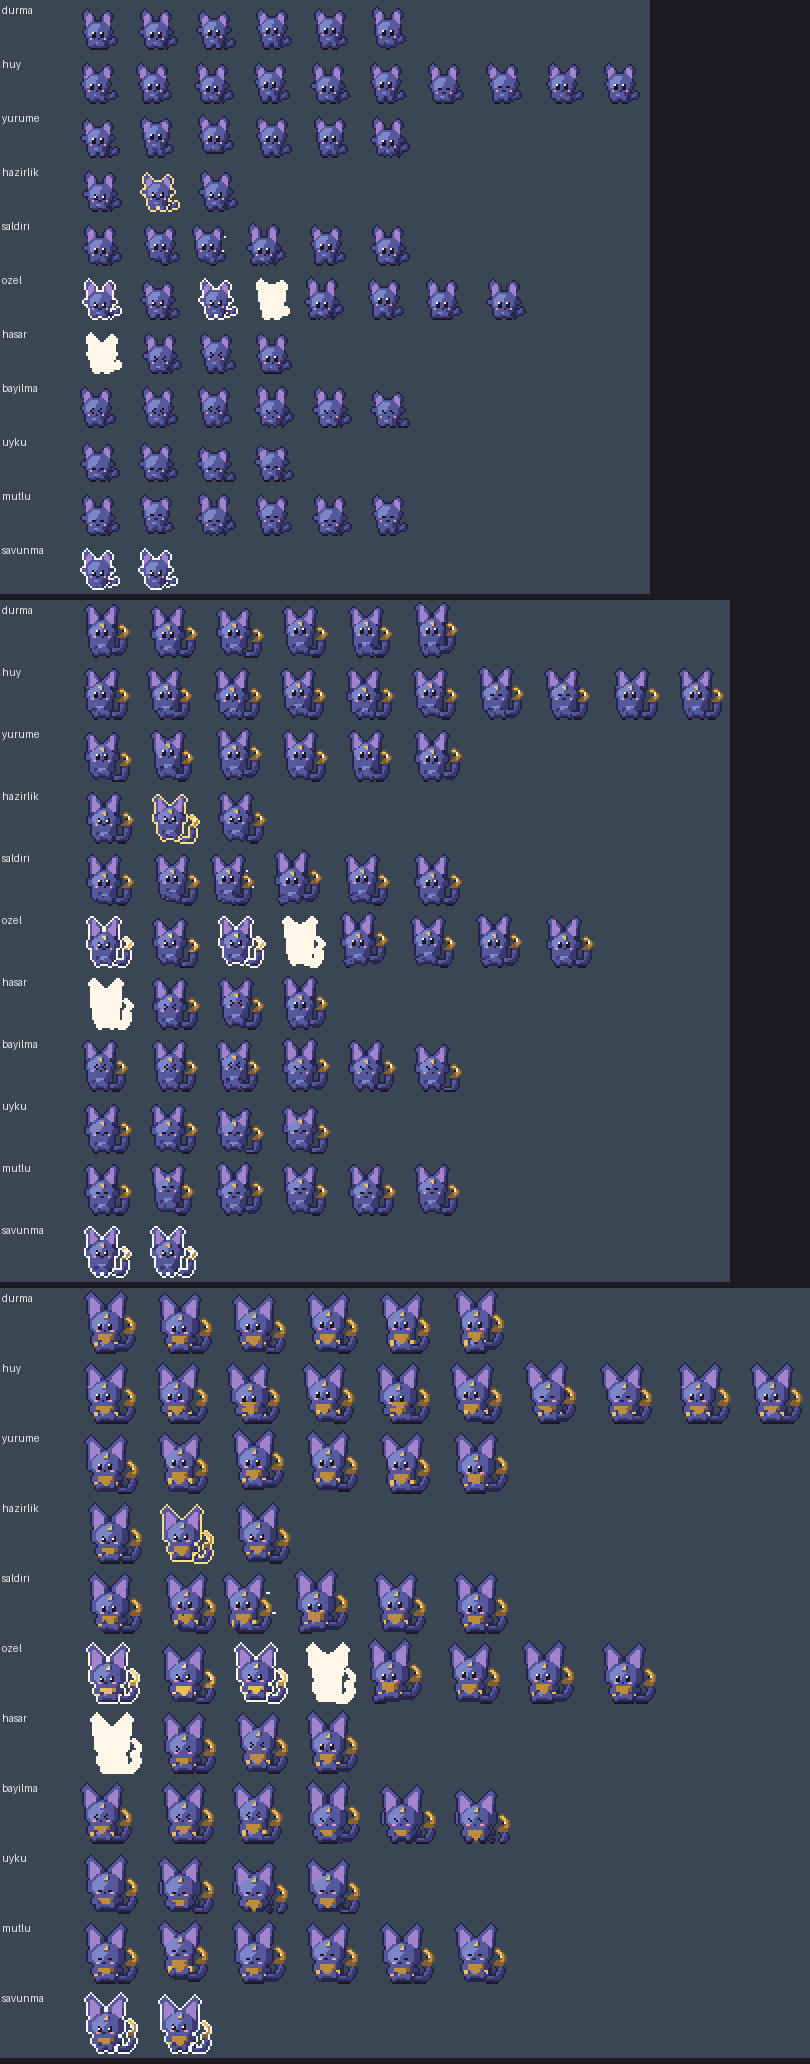 durma
huy
yurume
hazirlik
saldiri
ozel
hasar
bayilma
uyku
mutlu
savunma
durma
huy
yurume
hazirlik
saldiri
ozel
hasar
bayilma
uyku
mutlu
savunma
durma
huy
yurume
hazirlik
saldiri
ozel
hasar
bayilma
uyku
mutlu
savunma